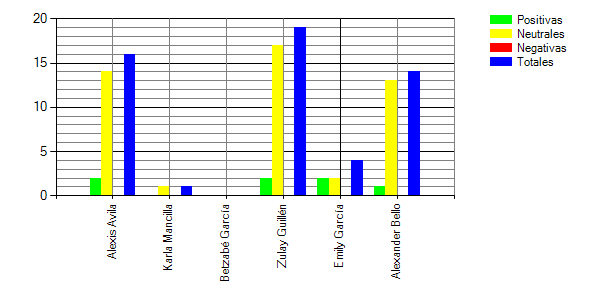 20
15
10
5
0
Alexis Avila
Karla Mancilla
Betzabé García
Zulay Guillén
Emily García
Alexander Bello
Positivas
Neutrales
Negativas
Totales